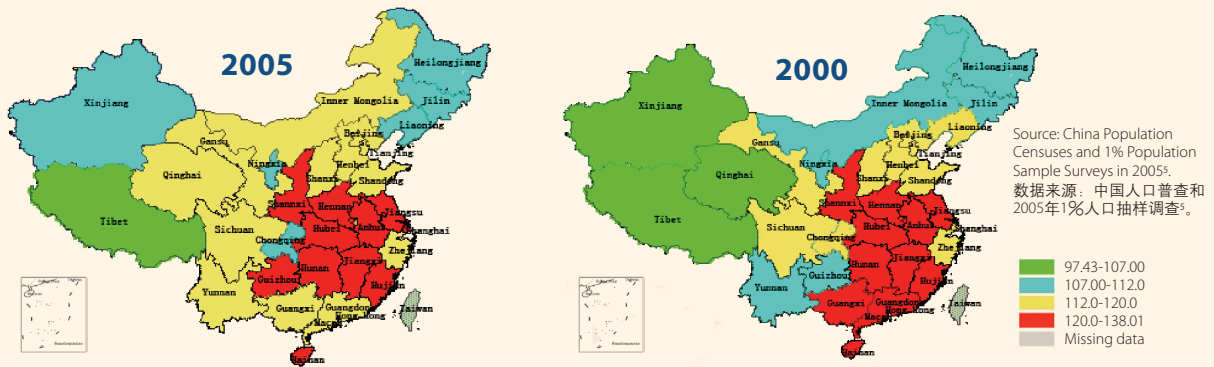 2005
Heilongjiang
Xinjiang
Jilin
Inner Mongolia
Liaoning
Gansu
Beijing
Tianjing
Ningxia
Henbei
Qinghai
Shanxi
Shandong
Shannxi
Hennan
Jiangsu
Tibet
Sichuan
Hubei
Anhui
Shanghai
Chongqing
Zhejiang
Hunan
Jiangxi
Guizhou
Hujian
Yunnan
Guangxi
Guangdong
Hong Kong
Macao
Taiwan
Hainan
2000
Heilongjiang
Xinjiang
Jilin
Inner Mongolia
Liaoning
Gansu
Beijing
Tianjing
Ningxia
Henbei
Qinghai
Shanxi
Shandong
Shannxi
Hennan
Jiangsu
Tibet
Sichuan
Hubei
Anhui
Shanghai
Chongqing
Zhejiang
Hunan
Jiangxi
Guizhou
Hujian
Yunnan
Guangxi
Guangdong
Hong Kong
Macao
Taiwan
Hainan
Source: China Population
Censuses and 1% Population
Sample Surveys in 2005⁵.
数据来源：中国人口普查和
2005年1%人口抽样调查⁵。
97.43-107.00
107.00-112.0
112.0-120.0
120.0-138.01
Missing data